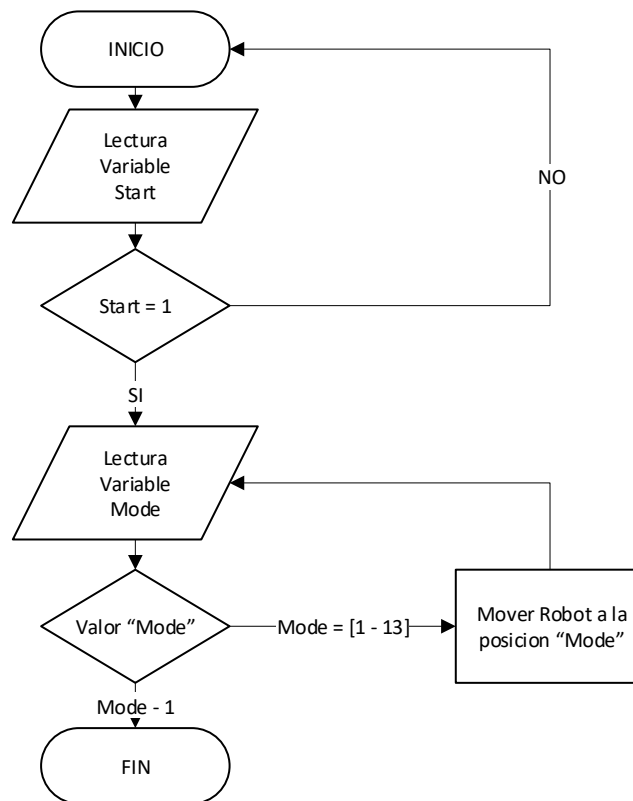 INICIO
Lectura
Variable
Start
NO
Start = 1
SI
Lectura
Variable
Mode
Valor “Mode”
Mode = [1 - 13]
Mover Robot a la
posicion “Mode”
Mode - 1
FIN